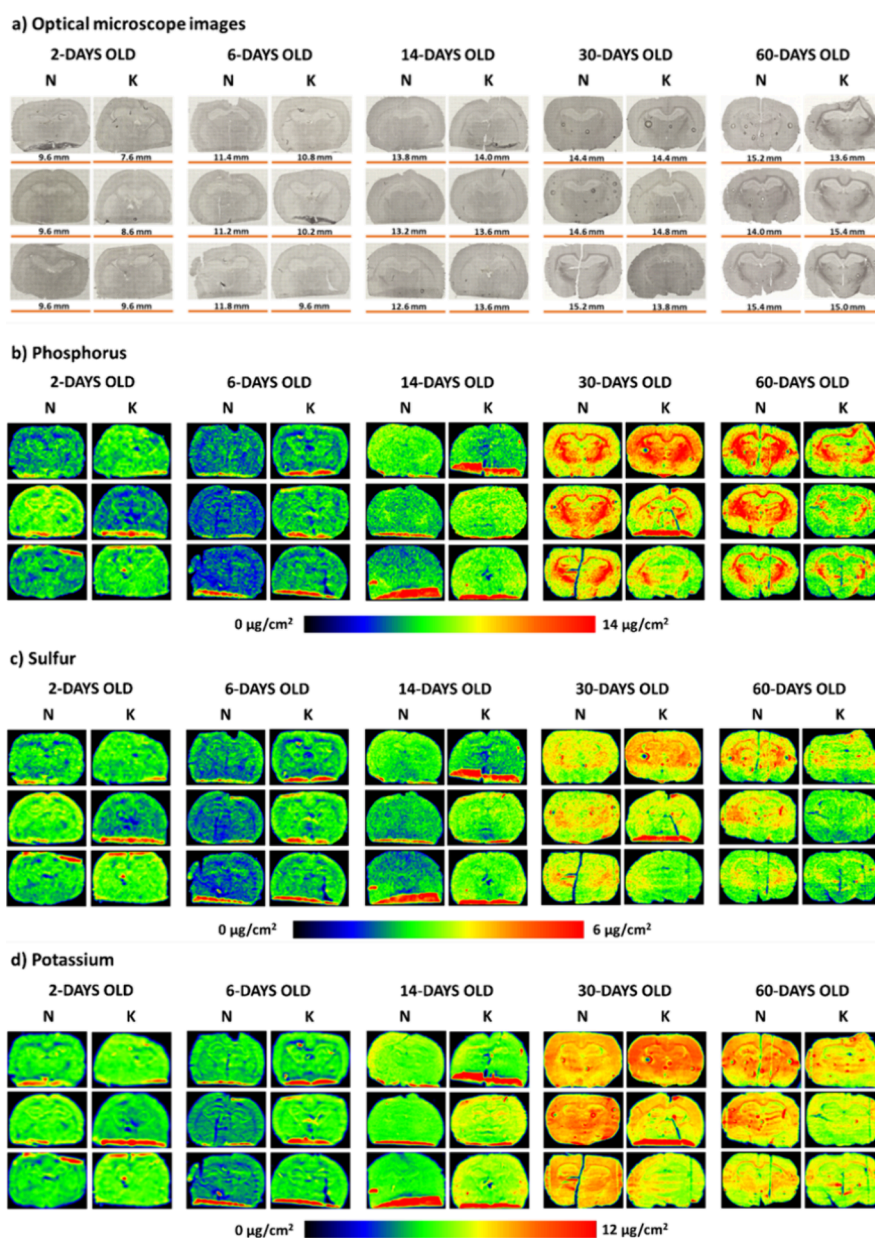 a) Optical microscope images
2-DAYS OLD 6-DAYS OLD 14-DAYS OLD 30-DAYS OLD 60-DAYS OLD
N K N K N K N K N K
9.6 mm 7.6 mm 11.4 mm 10.8 mm 13.8 mm 14.0 mm 14.4 mm 14.4 mm 15.2 mm 13.6 mm
9.6 mm 8.6 mm 11.2 mm 10.2 mm 13.2 mm 13.6 mm 14.6 mm 14.8 mm 14.0 mm 15.4 mm
9.6 mm 9.6 mm 11.8 mm 9.6 mm 12.6 mm 13.6 mm 15.2 mm 13.8 mm 15.4 mm 15.0 mm
b) Phosphorus
2-DAYS OLD 6-DAYS OLD 14-DAYS OLD 30-DAYS OLD 60-DAYS OLD
N K N K N K N K N K
0 µg/cm² 14 µg/cm²
c) Sulfur
2-DAYS OLD 6-DAYS OLD 14-DAYS OLD 30-DAYS OLD 60-DAYS OLD
N K N K N K N K N K
0 µg/cm² 6 µg/cm²
d) Potassium
2-DAYS OLD 6-DAYS OLD 14-DAYS OLD 30-DAYS OLD 60-DAYS OLD
N K N K N K N K N K
0 µg/cm² 12 µg/cm²